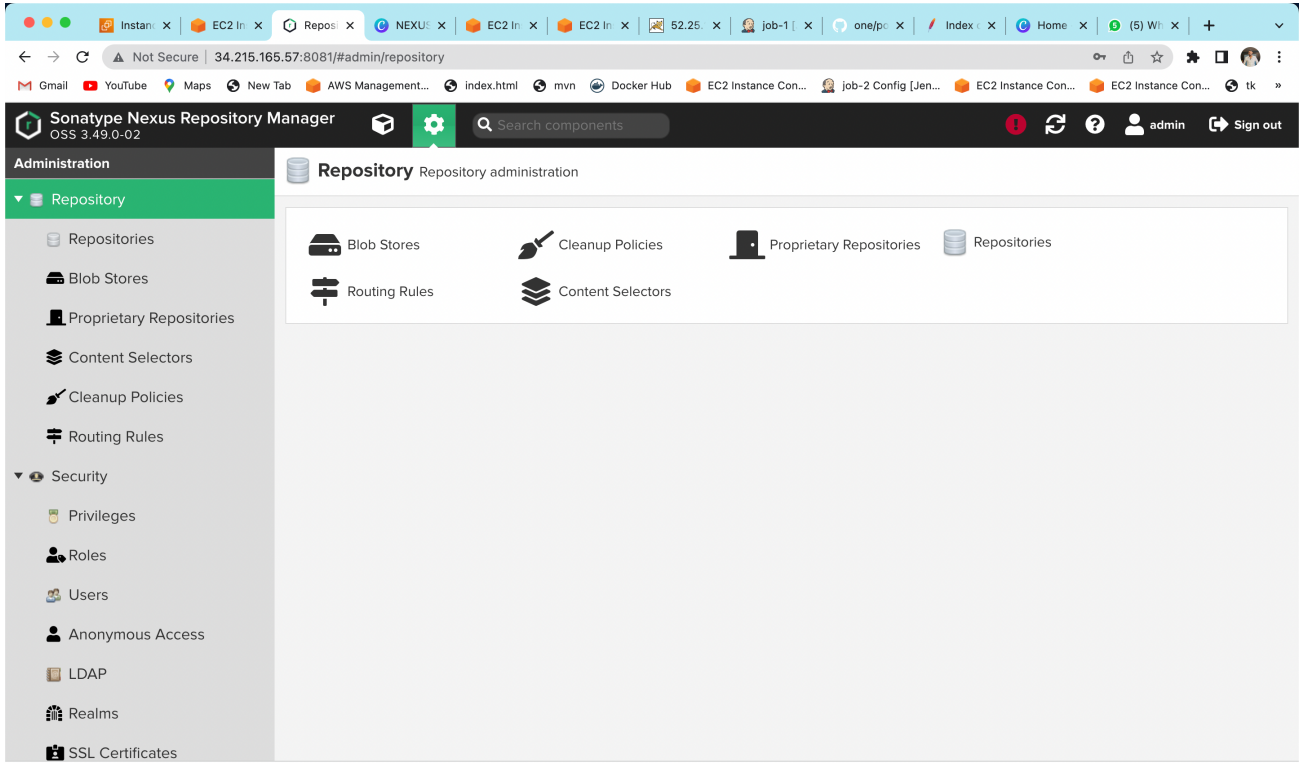 Instanc
EC2 In
Reposi
NEXUS
EC2 In
EC2 In
52.25.
job-1 [
one/po
Index o
Home
(5) Wh
Not Secure
34.215.165.57:8081/#admin/repository
Gmail
YouTube
Maps
New Tab
AWS Management...
index.html
mvn
Docker Hub
EC2 Instance Con...
job-2 Config [Jen...
EC2 Instance Con...
EC2 Instance Con...
tk
»
Sonatype Nexus Repository Manager
OSS 3.49.0-02
Search components
admin
Sign out
Administration
Repository
Repositories
Blob Stores
Proprietary Repositories
Content Selectors
Cleanup Policies
Routing Rules
Security
Privileges
Roles
Users
Anonymous Access
LDAP
Realms
SSL Certificates
Repository Repository administration
Blob Stores
Cleanup Policies
Proprietary Repositories
Repositories
Routing Rules
Content Selectors